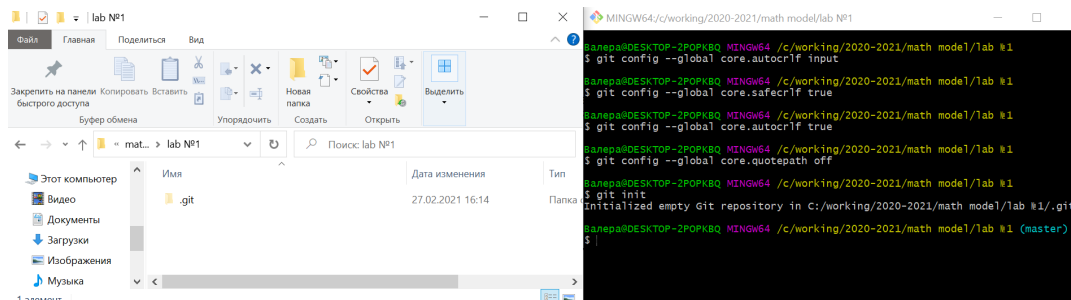 lab №1
Файл Главная Поделиться Вид
Закрепить на панели быстрого доступа
Копировать
Вставить
Новая папка
Свойства
Открыть
Выделить
Буфер обмена
Упорядочить
Создать
Открыть
« mat... > lab №1
Поиск: lab №1
Этот компьютер
Видео
Документы
Загрузки
Изображения
Музыка
Имя Дата изменения Тип
.git 27.02.2021 16:14 Папка с
1 элемент
MINGW64:/c/working/2020-2021/math model/lab №1
Валера@DESKTOP-2POPKBQ MINGW64 /c/working/2020-2021/math model/lab №1
$ git config --global core.autocrlf input
Валера@DESKTOP-2POPKBQ MINGW64 /c/working/2020-2021/math model/lab №1
$ git config --global core.safecrlf true
Валера@DESKTOP-2POPKBQ MINGW64 /c/working/2020-2021/math model/lab №1
$ git config --global core.autocrlf true
Валера@DESKTOP-2POPKBQ MINGW64 /c/working/2020-2021/math model/lab №1
$ git config --global core.quotepath off
Валера@DESKTOP-2POPKBQ MINGW64 /c/working/2020-2021/math model/lab №1
$ git init
Initialized empty Git repository in C:/working/2020-2021/math model/lab №1/.git
Валера@DESKTOP-2POPKBQ MINGW64 /c/working/2020-2021/math model/lab №1 (master)
$